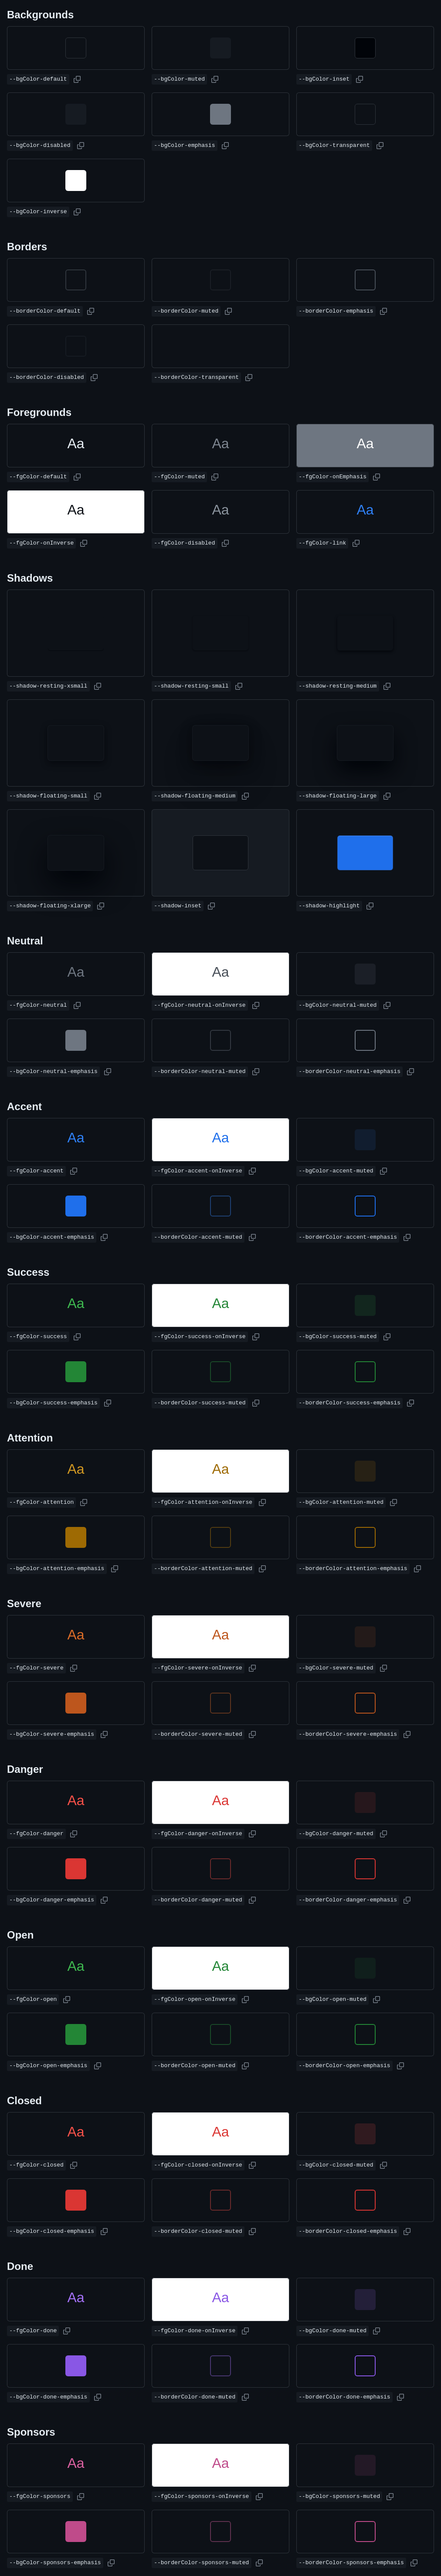 Backgrounds
--bgColor-default
--bgColor-muted
--bgColor-inset
--bgColor-disabled
--bgColor-emphasis
--bgColor-transparent
--bgColor-inverse
Borders
--borderColor-default
--borderColor-muted
--borderColor-emphasis
--borderColor-disabled
--borderColor-transparent
Foregrounds
Aa
Aa
Aa
--fgColor-default
--fgColor-muted
--fgColor-onEmphasis
Aa
Aa
Aa
--fgColor-onInverse
--fgColor-disabled
--fgColor-link
Shadows
--shadow-resting-xsmall
--shadow-resting-small
--shadow-resting-medium
--shadow-floating-small
--shadow-floating-medium
--shadow-floating-large
--shadow-floating-xlarge
--shadow-inset
--shadow-highlight
Neutral
Aa
Aa
--fgColor-neutral
--fgColor-neutral-onInverse
--bgColor-neutral-muted
--bgColor-neutral-emphasis
--borderColor-neutral-muted
--borderColor-neutral-emphasis
Accent
Aa
Aa
--fgColor-accent
--fgColor-accent-onInverse
--bgColor-accent-muted
--bgColor-accent-emphasis
--borderColor-accent-muted
--borderColor-accent-emphasis
Success
Aa
Aa
--fgColor-success
--fgColor-success-onInverse
--bgColor-success-muted
--bgColor-success-emphasis
--borderColor-success-muted
--borderColor-success-emphasis
Attention
Aa
Aa
--fgColor-attention
--fgColor-attention-onInverse
--bgColor-attention-muted
--bgColor-attention-emphasis
--borderColor-attention-muted
--borderColor-attention-emphasis
Severe
Aa
Aa
--fgColor-severe
--fgColor-severe-onInverse
--bgColor-severe-muted
--bgColor-severe-emphasis
--borderColor-severe-muted
--borderColor-severe-emphasis
Danger
Aa
Aa
--fgColor-danger
--fgColor-danger-onInverse
--bgColor-danger-muted
--bgColor-danger-emphasis
--borderColor-danger-muted
--borderColor-danger-emphasis
Open
Aa
Aa
--fgColor-open
--fgColor-open-onInverse
--bgColor-open-muted
--bgColor-open-emphasis
--borderColor-open-muted
--borderColor-open-emphasis
Closed
Aa
Aa
--fgColor-closed
--fgColor-closed-onInverse
--bgColor-closed-muted
--bgColor-closed-emphasis
--borderColor-closed-muted
--borderColor-closed-emphasis
Done
Aa
Aa
--fgColor-done
--fgColor-done-onInverse
--bgColor-done-muted
--bgColor-done-emphasis
--borderColor-done-muted
--borderColor-done-emphasis
Sponsors
Aa
Aa
--fgColor-sponsors
--fgColor-sponsors-onInverse
--bgColor-sponsors-muted
--bgColor-sponsors-emphasis
--borderColor-sponsors-muted
--borderColor-sponsors-emphasis